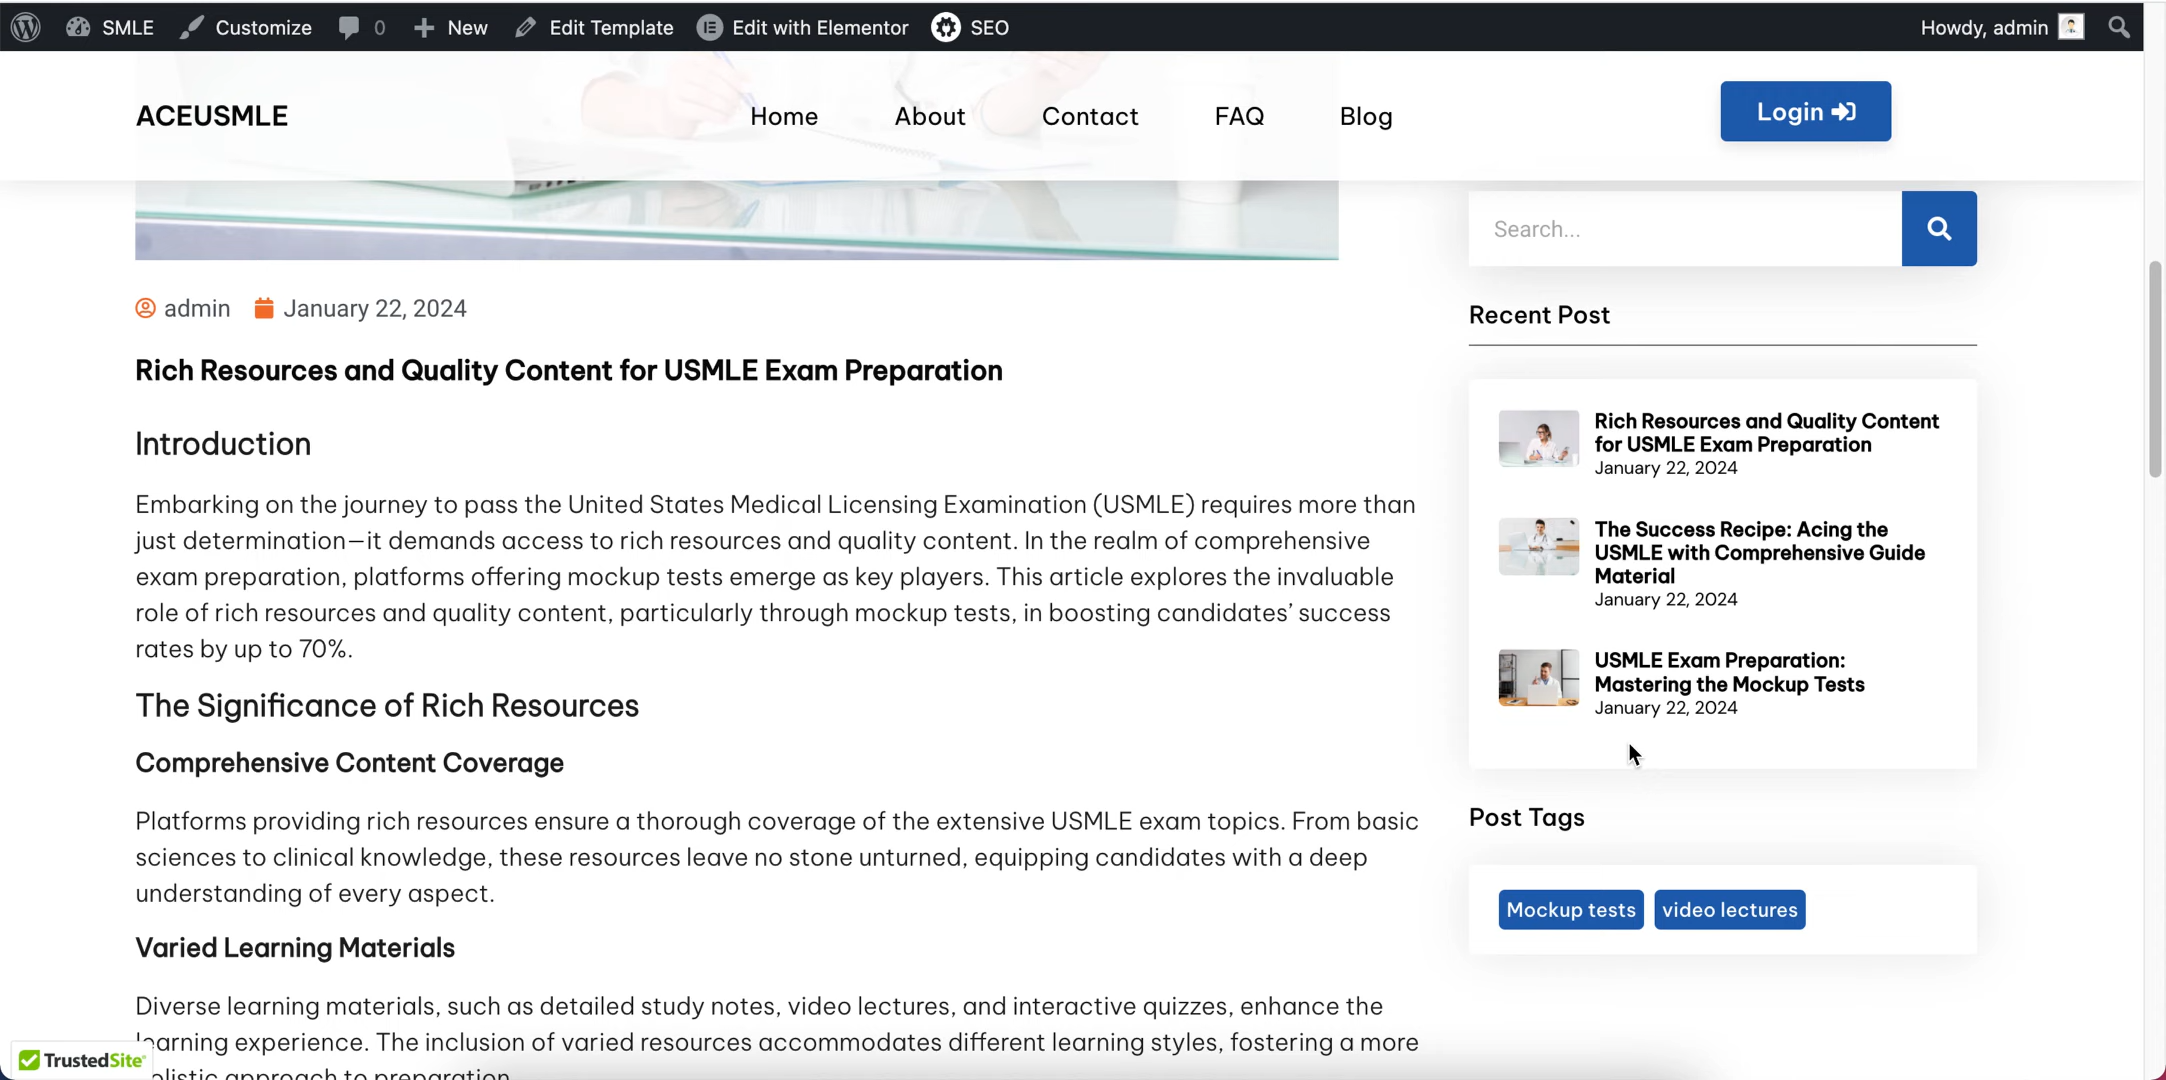 SMLE Customize 0 New Edit Template Edit with Elementor SEO Howdy, admin
ACEUSMLE Home About Contact FAQ Blog Login
admin January 22, 2024
Rich Resources and Quality Content for USMLE Exam Preparation
Introduction
Embarking on the journey to pass the United States Medical Licensing Examination (USMLE) requires more than
just determination—it demands access to rich resources and quality content. In the realm of comprehensive
exam preparation, platforms offering mockup tests emerge as key players. This article explores the invaluable
role of rich resources and quality content, particularly through mockup tests, in boosting candidates’ success
rates by up to 70%.
The Significance of Rich Resources
Comprehensive Content Coverage
Platforms providing rich resources ensure a thorough coverage of the extensive USMLE exam topics. From basic
sciences to clinical knowledge, these resources leave no stone unturned, equipping candidates with a deep
understanding of every aspect.
Varied Learning Materials
Diverse learning materials, such as detailed study notes, video lectures, and interactive quizzes, enhance the
learning experience. The inclusion of varied resources accommodates different learning styles, fostering a more
holistic approach to preparation.
Search...
Recent Post
Rich Resources and Quality Content
for USMLE Exam Preparation
January 22, 2024
The Success Recipe: Acing the
USMLE with Comprehensive Guide
Material
January 22, 2024
USMLE Exam Preparation:
Mastering the Mockup Tests
January 22, 2024
Post Tags
Mockup tests video lectures
TrustedSite